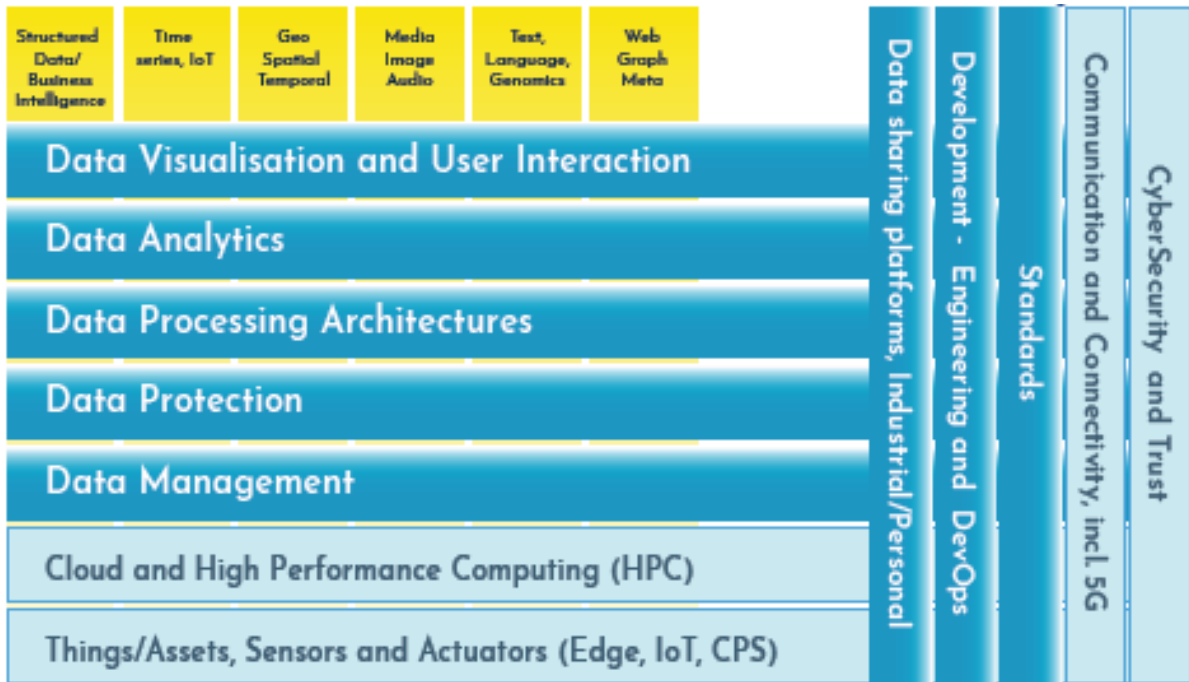 Structured
Data/
Business
Intelligence
Time
series, IoT
Geo
Spatial
Temporal
Media
Image
Audio
Text,
Language,
Genomics
Web
Graph
Meta
Data Visualisation and User Interaction
Data Analytics
Data Processing Architectures
Data Protection
Data Management
Cloud and High Performance Computing (HPC)
Things/Assets, Sensors and Actuators (Edge, IoT, CPS)
Data sharing platforms, Industrial/Personal
Development - Engineering and DevOps
Standards
Communication and Connectivity, incl. 5G
CyberSecurity and Trust